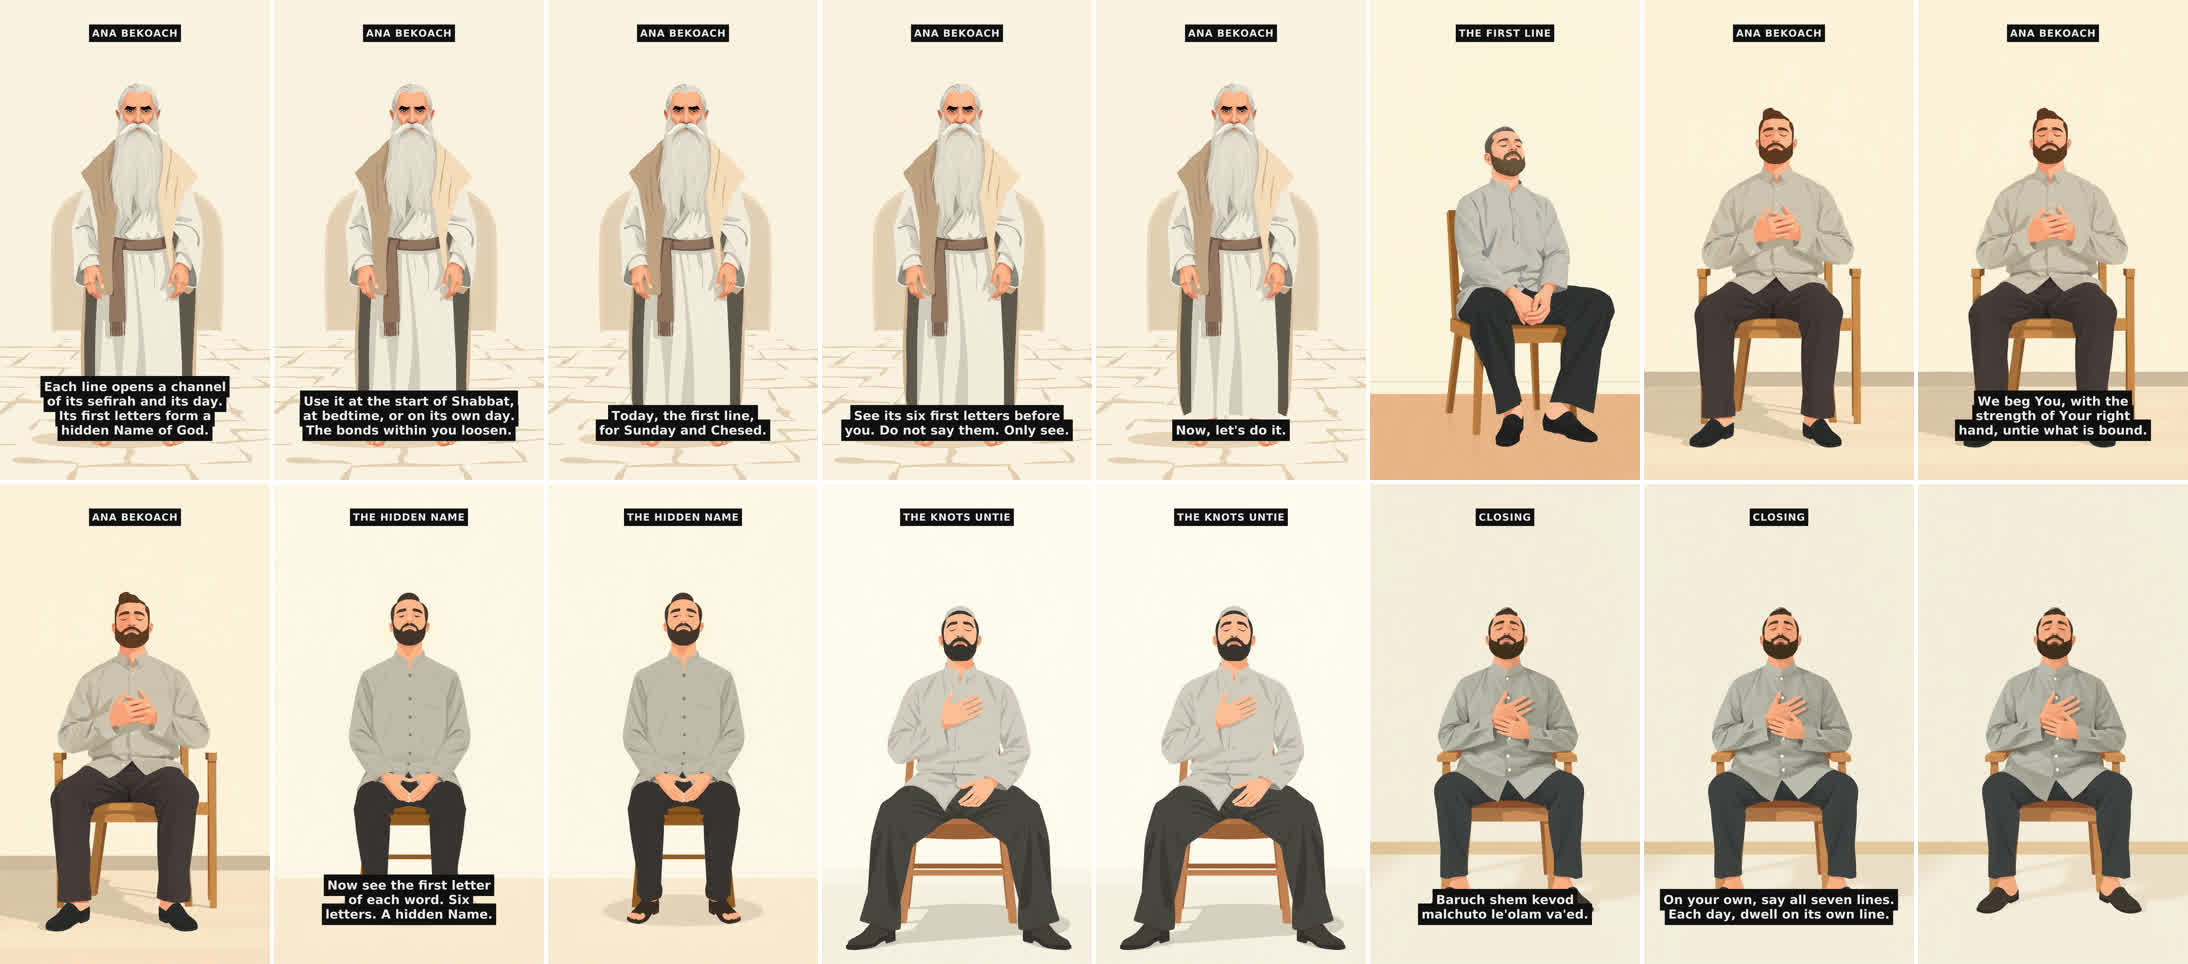 ANA BEKOACH
Each line opens a channel
of its sefirah and its day.
Its first letters form a
hidden Name of God.
ANA BEKOACH
Use it at the start of Shabbat,
at bedtime, or on its own day.
The bonds within you loosen.
ANA BEKOACH
Today, the first line,
for Sunday and Chesed.
ANA BEKOACH
See its six first letters before
you. Do not say them. Only see.
ANA BEKOACH
Now, let's do it.
THE FIRST LINE
ANA BEKOACH
ANA BEKOACH
We beg You, with the
strength of Your right
hand, untie what is bound.
ANA BEKOACH
THE HIDDEN NAME
Now see the first letter
of each word. Six
letters. A hidden Name.
THE HIDDEN NAME
THE KNOTS UNTIE
THE KNOTS UNTIE
CLOSING
Baruch shem kevod
malchuto le'olam va'ed.
CLOSING
On your own, say all seven lines.
Each day, dwell on its own line.